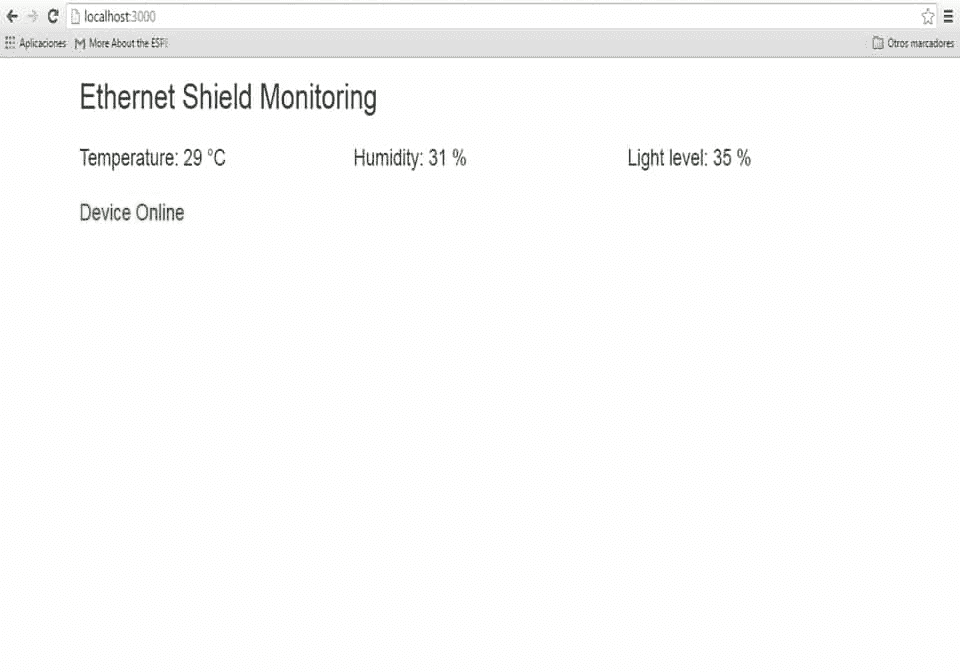 localhost:3000
Aplicaciones More About the ESP Otros marcadores
Ethernet Shield Monitoring
Temperature: 29 °C Humidity: 31 % Light level: 35 %
Device Online